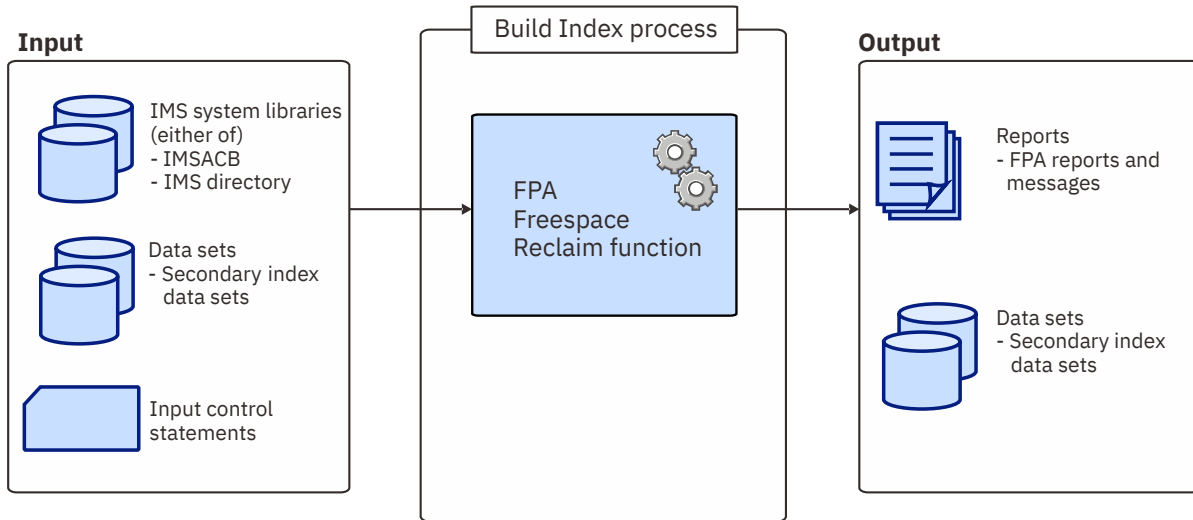 Build Index process
Input
IMS system libraries
(either of)
- IMSACB
- IMS directory
Data sets
- Secondary index
data sets
Input control
statements
FPA
Freespace
Reclaim function
Output
Reports
- FPA reports and
messages
Data sets
- Secondary index
data sets